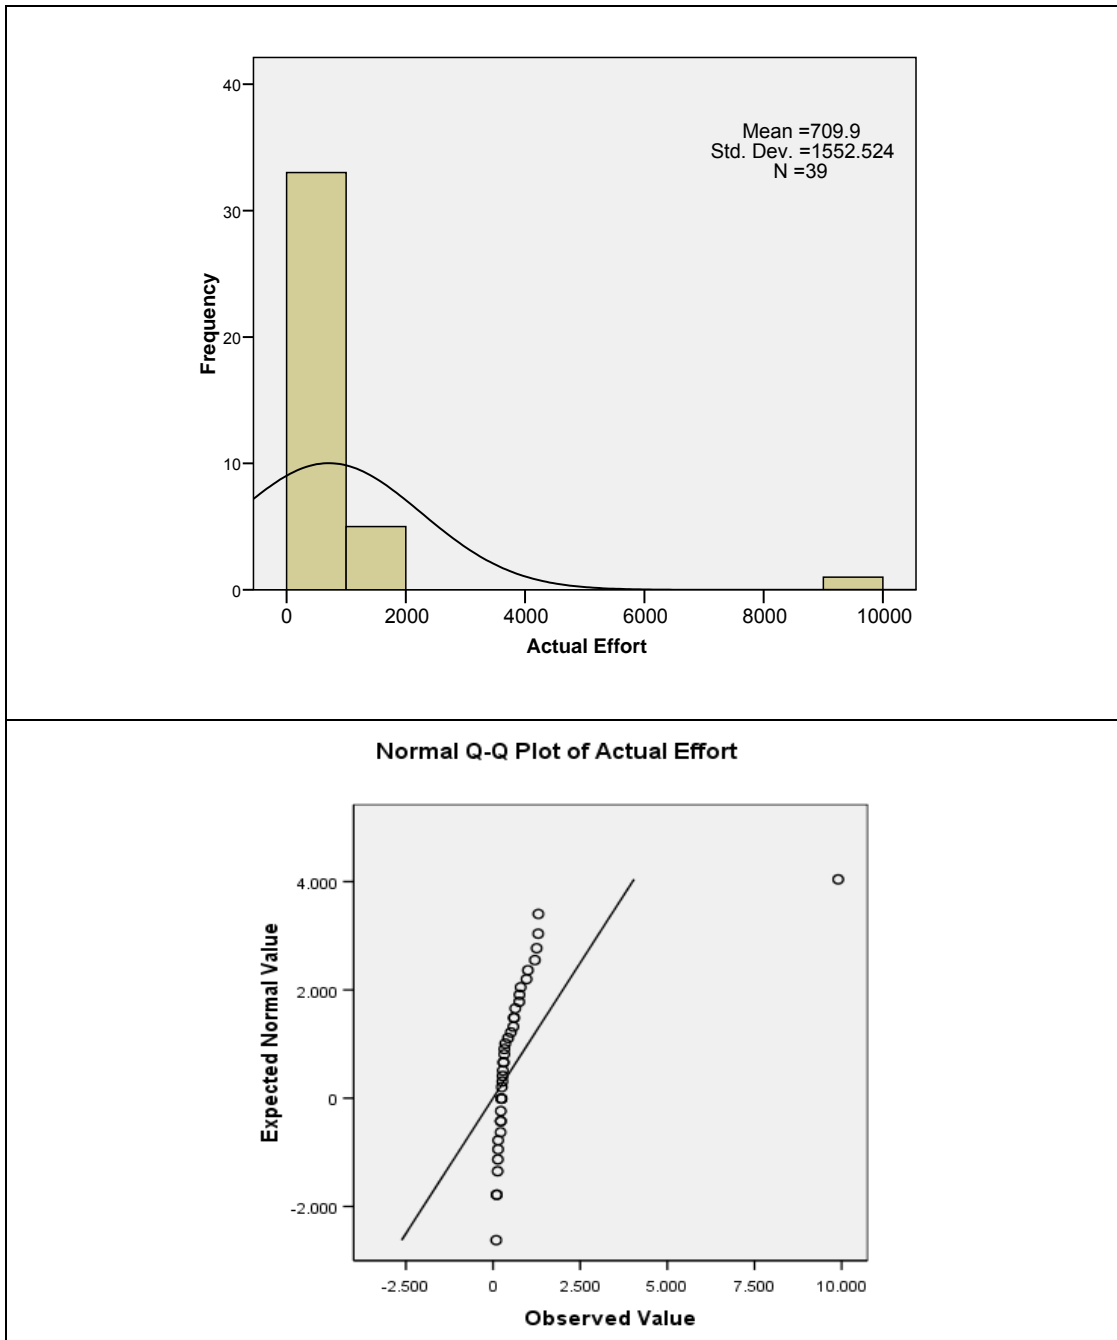 40
30
20
10
0
Frequency
Mean =709.9
Std. Dev. =1552.524
N =39
0 2000 4000 6000 8000 10000
Actual Effort
Normal Q-Q Plot of Actual Effort
4.000
2.000
0
-2.000
Expected Normal Value
-2.500 0 2.500 5.000 7.500 10.000
Observed Value